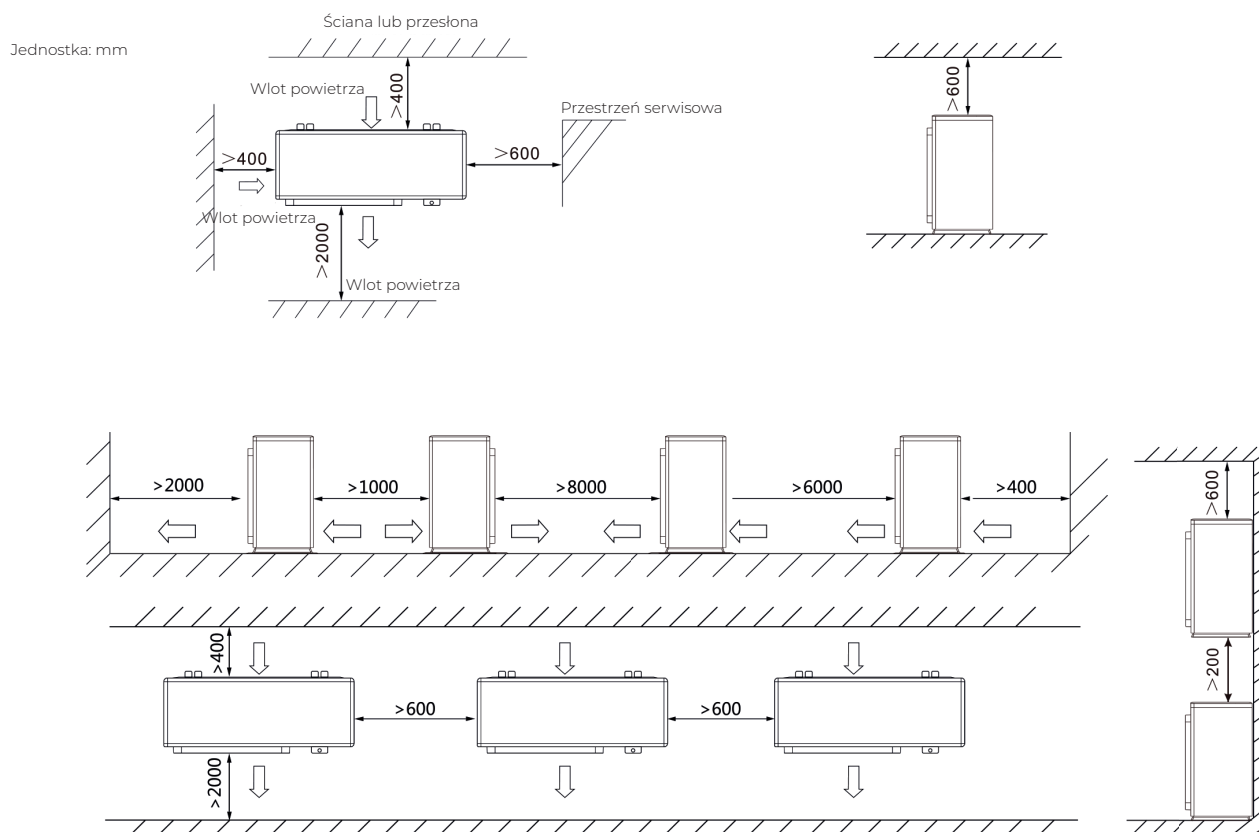 Ściana lub przesłona
Jednostka: mm
Wlot powietrza
>400
>600
Przestrzeń serwisowa
>400
>600
Wlot powietrza
>2000
Wlot powietrza
>2000
>1000
>8000
>6000
>400
>600
>400
>600
>600
>200
>2000